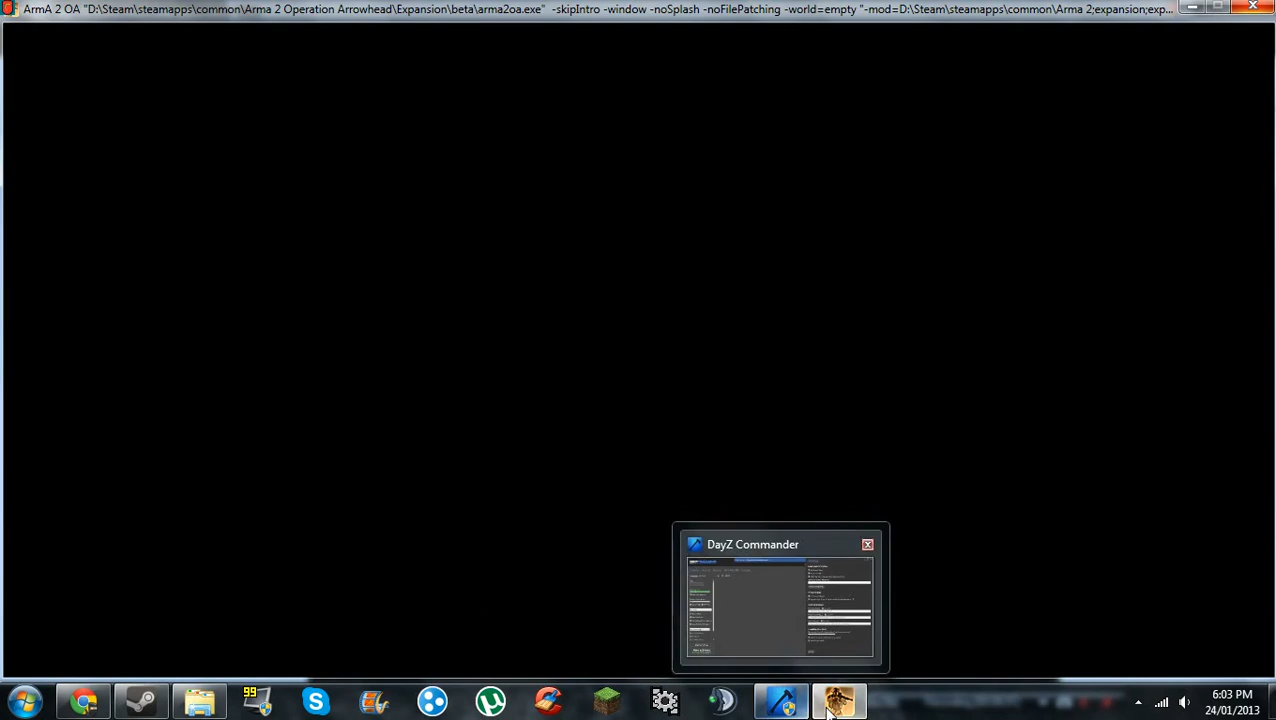 ArmA 2 OA "D:\Steam\steamapps\common\Arma 2 Operation Arrowhead\Expansion\beta\arma2oa.exe" -skipIntro -window -noSplash -noFilePatching -world=empty "-mod=D:\Steam\steamapps\common\Arma 2;expansion;exp...
DayZ Commander
99
6:03 PM
24/01/2013